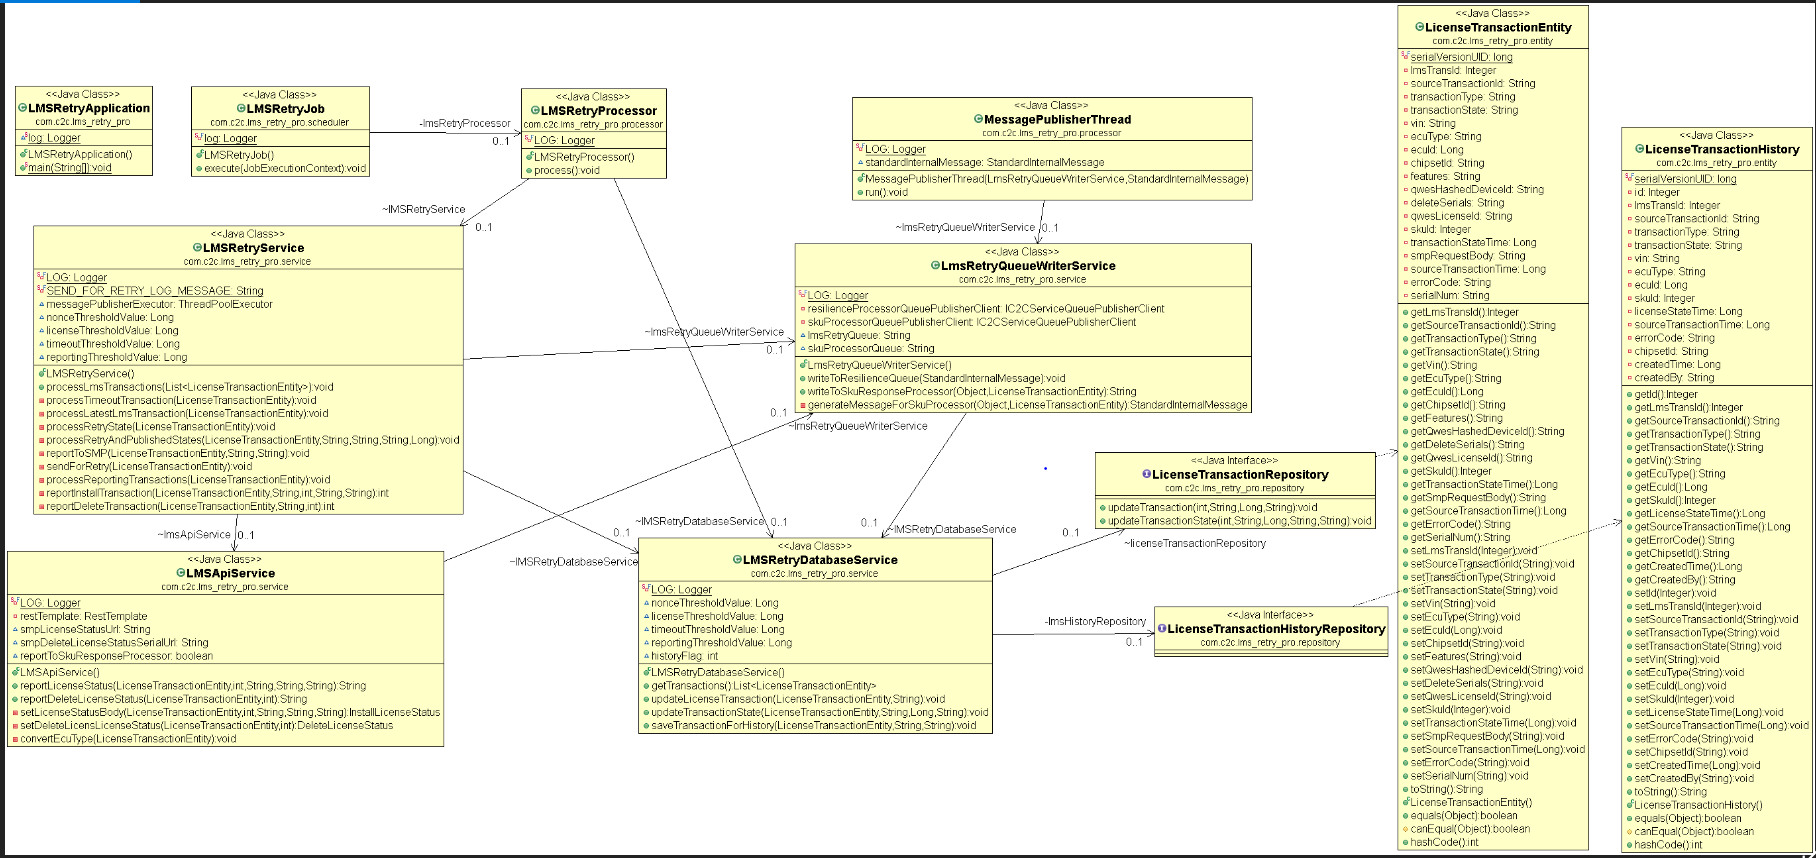 <<Java Class>>
LMSRetryApplication
com.c2c.lms_retry_pro
log: Logger
LMSRetryApplication()
main(String[]):void
<<Java Class>>
LMSRetryJob
com.c2c.lms_retry_pro.scheduler
log: Logger
LMSRetryJob()
execute(JobExecutionContext):void
-lmsRetryProcessor
0..1
<<Java Class>>
LMSRetryProcessor
com.c2c.lms_retry_pro.processor
LOG: Logger
LMSRetryProcessor()
process():void
<<Java Class>>
MessagePublisherThread
com.c2c.lms_retry_pro.service
LOG: Logger
standardInternalMessage: StandardInternalMessage
MessagePublisherThread(LmsRetryQueueWriterService,StandardInternalMessage)
run():void
~lMSRetryService
0..1
~lmsRetryQueueWriterService
0..1
<<Java Class>>
LMSRetryService
com.c2c.lms_retry_pro.service
LOG: Logger
SEND_FOR_RETRY_LOG_MESSAGE: String
messagePublisherExecutor: ThreadPoolExecutor
nonceThresholdValue: Long
licenseThresholdValue: Long
timeoutThresholdValue: Long
reportingThresholdValue: Long
LMSRetryService()
processLmsTransactions(List<LicenseTransactionEntity>):void
processTimeoutTransaction(LicenseTransactionEntity):void
processLatestLmsTransaction(LicenseTransactionEntity):void
processRetryState(LicenseTransactionEntity):void
processRetryAndPublishedStates(LicenseTransactionEntity,String,String,String,Long):void
reportToSMP(LicenseTransactionEntity,String,String):void
sendForRetry(LicenseTransactionEntity):void
processReportingTransactions(LicenseTransactionEntity):void
reportInstallTransaction(LicenseTransactionEntity,String,int,String,String):int
reportDeleteTransaction(LicenseTransactionEntity,String,int):int
~lmsRetryQueueWriterService
0..1
<<Java Class>>
LmsRetryQueueWriterService
com.c2c.lms_retry_pro.service
LOG: Logger
resilienceProcessorQueuePublisherClient: IC2CServiceQueuePublisherClient
skuProcessorQueuePublisherClient: IC2CServiceQueuePublisherClient
lmsRetryQueue: String
skuProcessorQueue: String
LmsRetryQueueWriterService()
writeToResilienceQueue(StandardInternalMessage):void
writeToSkuResponseProcessor(Object,LicenseTransactionEntity):String
generateMessageForSkuProcessor(Object,LicenseTransactionEntity):StandardInternalMessage
0..1
~lmsRetryQueueWriterService
~lmsApiService
0..1
<<Java Class>>
LMSApiService
com.c2c.lms_retry_pro.service
LOG: Logger
restTemplate: RestTemplate
smpLicenseStatusUrl: String
smpDeleteLicenseStatusSerialUrl: String
reportToSkuResponseProcessor: boolean
LMSApiService()
reportLicenseStatus(LicenseTransactionEntity,int,String,String,String):String
reportDeleteLicenseStatus(LicenseTransactionEntity,int):String
setLicenseStatusBody(LicenseTransactionEntity,int,String,String,String):InstallLicenseStatus
setDeleteLicensLicenseStatus(LicenseTransactionEntity,int):DeleteLicenseStatus
convertEcuType(LicenseTransactionEntity):void
0..1
~lMSRetryDatabaseService
~lMSRetryDatabaseService
0..1
0..1
~lMSRetryDatabaseService
<<Java Class>>
LMSRetryDatabaseService
com.c2c.lms_retry_pro.service
LOG: Logger
nonceThresholdValue: Long
licenseThresholdValue: Long
timeoutThresholdValue: Long
reportingThresholdValue: Long
historyFlag: int
LMSRetryDatabaseService()
getTransactions():List<LicenseTransactionEntity>
updateLicenseTransaction(LicenseTransactionEntity,String):void
updateTransactionState(LicenseTransactionEntity,String,Long,String):void
saveTransactionForHistory(LicenseTransactionEntity,String,String):void
<<Java Interface>>
LicenseTransactionRepository
com.c2c.lms_retry_pro.repository
updateTransaction(int,String,Long,String):void
updateTransactionState(int,String,Long,String,String):void
0..1
~licenseTransactionRepository
-lmsHistoryRepository
0..1
<<Java Interface>>
LicenseTransactionHistoryRepository
com.c2c.lms_retry_pro.repository
<<Java Class>>
LicenseTransactionEntity
com.c2c.lms_retry_pro.entity
serialVersionUID: long
lmsTransId: Integer
sourceTransactionId: String
transactionType: String
transactionState: String
vin: String
ecuType: String
ecuId: Long
chipsetId: String
features: String
qwesHashedDeviceId: String
deleteSerials: String
qwesLicenseId: String
skuId: Integer
transactionStateTime: Long
smpRequestBody: String
sourceTransactionTime: Long
errorCode: String
serialNum: String
getLmsTransId():Integer
getSourceTransactionId():String
getTransactionType():String
getTransactionState():String
getVin():String
getEcuType():String
getEcuId():Long
getChipsetId():String
getFeatures():String
getQwesHashedDeviceId():String
getDeleteSerials():String
getQwesLicenseId():String
getSkuId():Integer
getTransactionStateTime():Long
getSmpRequestBody():String
getSourceTransactionTime():Long
getErrorCode():String
getSerialNum():String
setLmsTransId(Integer):void
setSourceTransactionId(String):void
setTransactionType(String):void
setTransactionState(String):void
setVin(String):void
setEcuType(String):void
setEcuId(Long):void
setChipsetId(String):void
setFeatures(String):void
setQwesHashedDeviceId(String):void
setDeleteSerials(String):void
setQwesLicenseId(String):void
setSkuId(Integer):void
setTransactionStateTime(Long):void
setSmpRequestBody(String):void
setSourceTransactionTime(Long):void
setErrorCode(String):void
setSerialNum(String):void
toString():String
LicenseTransactionEntity()
equals(Object):boolean
canEqual(Object):boolean
hashCode():int
<<Java Class>>
LicenseTransactionHistory
com.c2c.lms_retry_pro.entity
serialVersionUID: long
id: Integer
lmsTransId: Integer
sourceTransactionId: String
transactionType: String
transactionState: String
vin: String
ecuType: String
ecuId: Long
skuId: Integer
licenseStateTime: Long
sourceTransactionTime: Long
errorCode: String
chipsetId: String
createdTime: Long
createdBy: String
getId():Integer
getLmsTransId():Integer
getSourceTransactionId():String
getTransactionType():String
getTransactionState():String
getVin():String
getEcuType():String
getEcuId():Long
getSkuId():Integer
getLicenseStateTime():Long
getSourceTransactionTime():Long
getErrorCode():String
getChipsetId():String
getCreatedTime():Long
getCreatedBy():String
setId(Integer):void
setLmsTransId(Integer):void
setSourceTransactionId(String):void
setTransactionType(String):void
setTransactionState(String):void
setVin(String):void
setEcuType(String):void
setEcuId(Long):void
setSkuId(Integer):void
setLicenseStateTime(Long):void
setSourceTransactionTime(Long):void
setErrorCode(String):void
setChipsetId(String):void
setCreatedTime(Long):void
setCreatedBy(String):void
toString():String
LicenseTransactionHistory()
equals(Object):boolean
canEqual(Object):boolean
hashCode():int